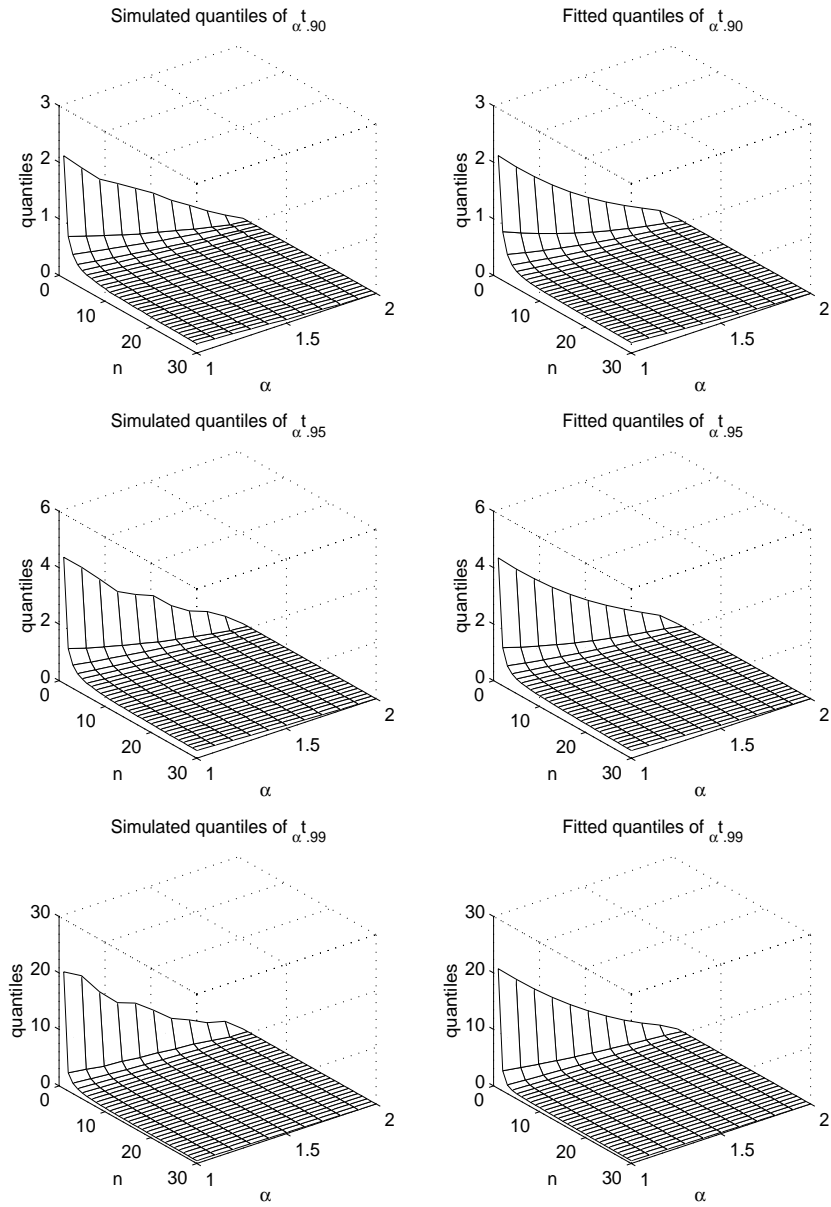 Simulated quantiles of αt.90
Fitted quantiles of αt.90
3
2
1
0
quantiles
0
10
20
30
n
1
1.5
2
α
3
2
1
0
quantiles
0
10
20
30
n
1
1.5
2
α
Simulated quantiles of αt.95
Fitted quantiles of αt.95
6
4
2
0
quantiles
0
10
20
30
n
1
1.5
2
α
6
4
2
0
quantiles
0
10
20
30
n
1
1.5
2
α
Simulated quantiles of αt.99
Fitted quantiles of αt.99
30
20
10
0
quantiles
0
10
20
30
n
1
1.5
2
α
30
20
10
0
quantiles
0
10
20
30
n
1
1.5
2
α